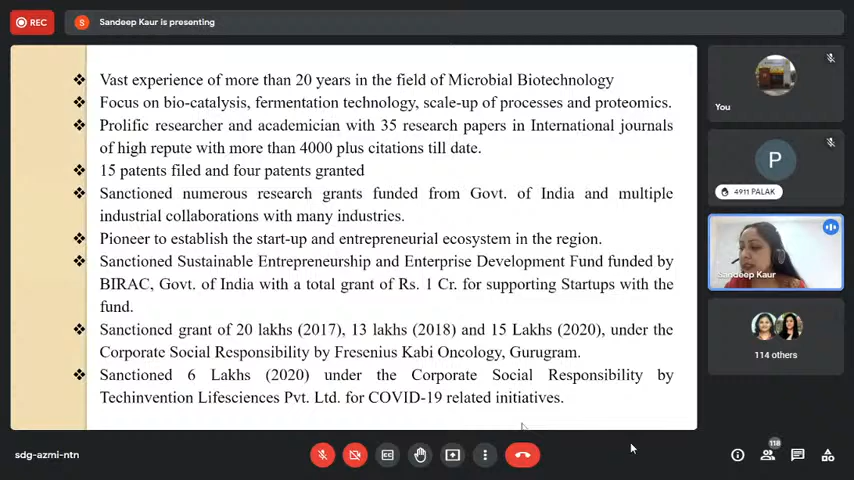 REC
S
Sandeep Kaur is presenting
❖ Vast experience of more than 20 years in the field of Microbial Biotechnology
❖ Focus on bio-catalysis, fermentation technology, scale-up of processes and proteomics.
❖ Prolific researcher and academician with 35 research papers in International journals
of high repute with more than 4000 plus citations till date.
❖ 15 patents filed and four patents granted
❖ Sanctioned numerous research grants funded from Govt. of India and multiple
industrial collaborations with many industries.
❖ Pioneer to establish the start-up and entrepreneurial ecosystem in the region.
❖ Sanctioned Sustainable Entrepreneurship and Enterprise Development Fund funded by
BIRAC, Govt. of India with a total grant of Rs. 1 Cr. for supporting Startups with the
fund.
❖ Sanctioned grant of 20 lakhs (2017), 13 lakhs (2018) and 15 Lakhs (2020), under the
Corporate Social Responsibility by Fresenius Kabi Oncology, Gurugram.
❖ Sanctioned 6 Lakhs (2020) under the Corporate Social Responsibility by
Techinvention Lifesciences Pvt. Ltd. for COVID-19 related initiatives.
You
P
4911 PALAK
Sandeep Kaur
114 others
sdg-azmi-ntn
CC
118